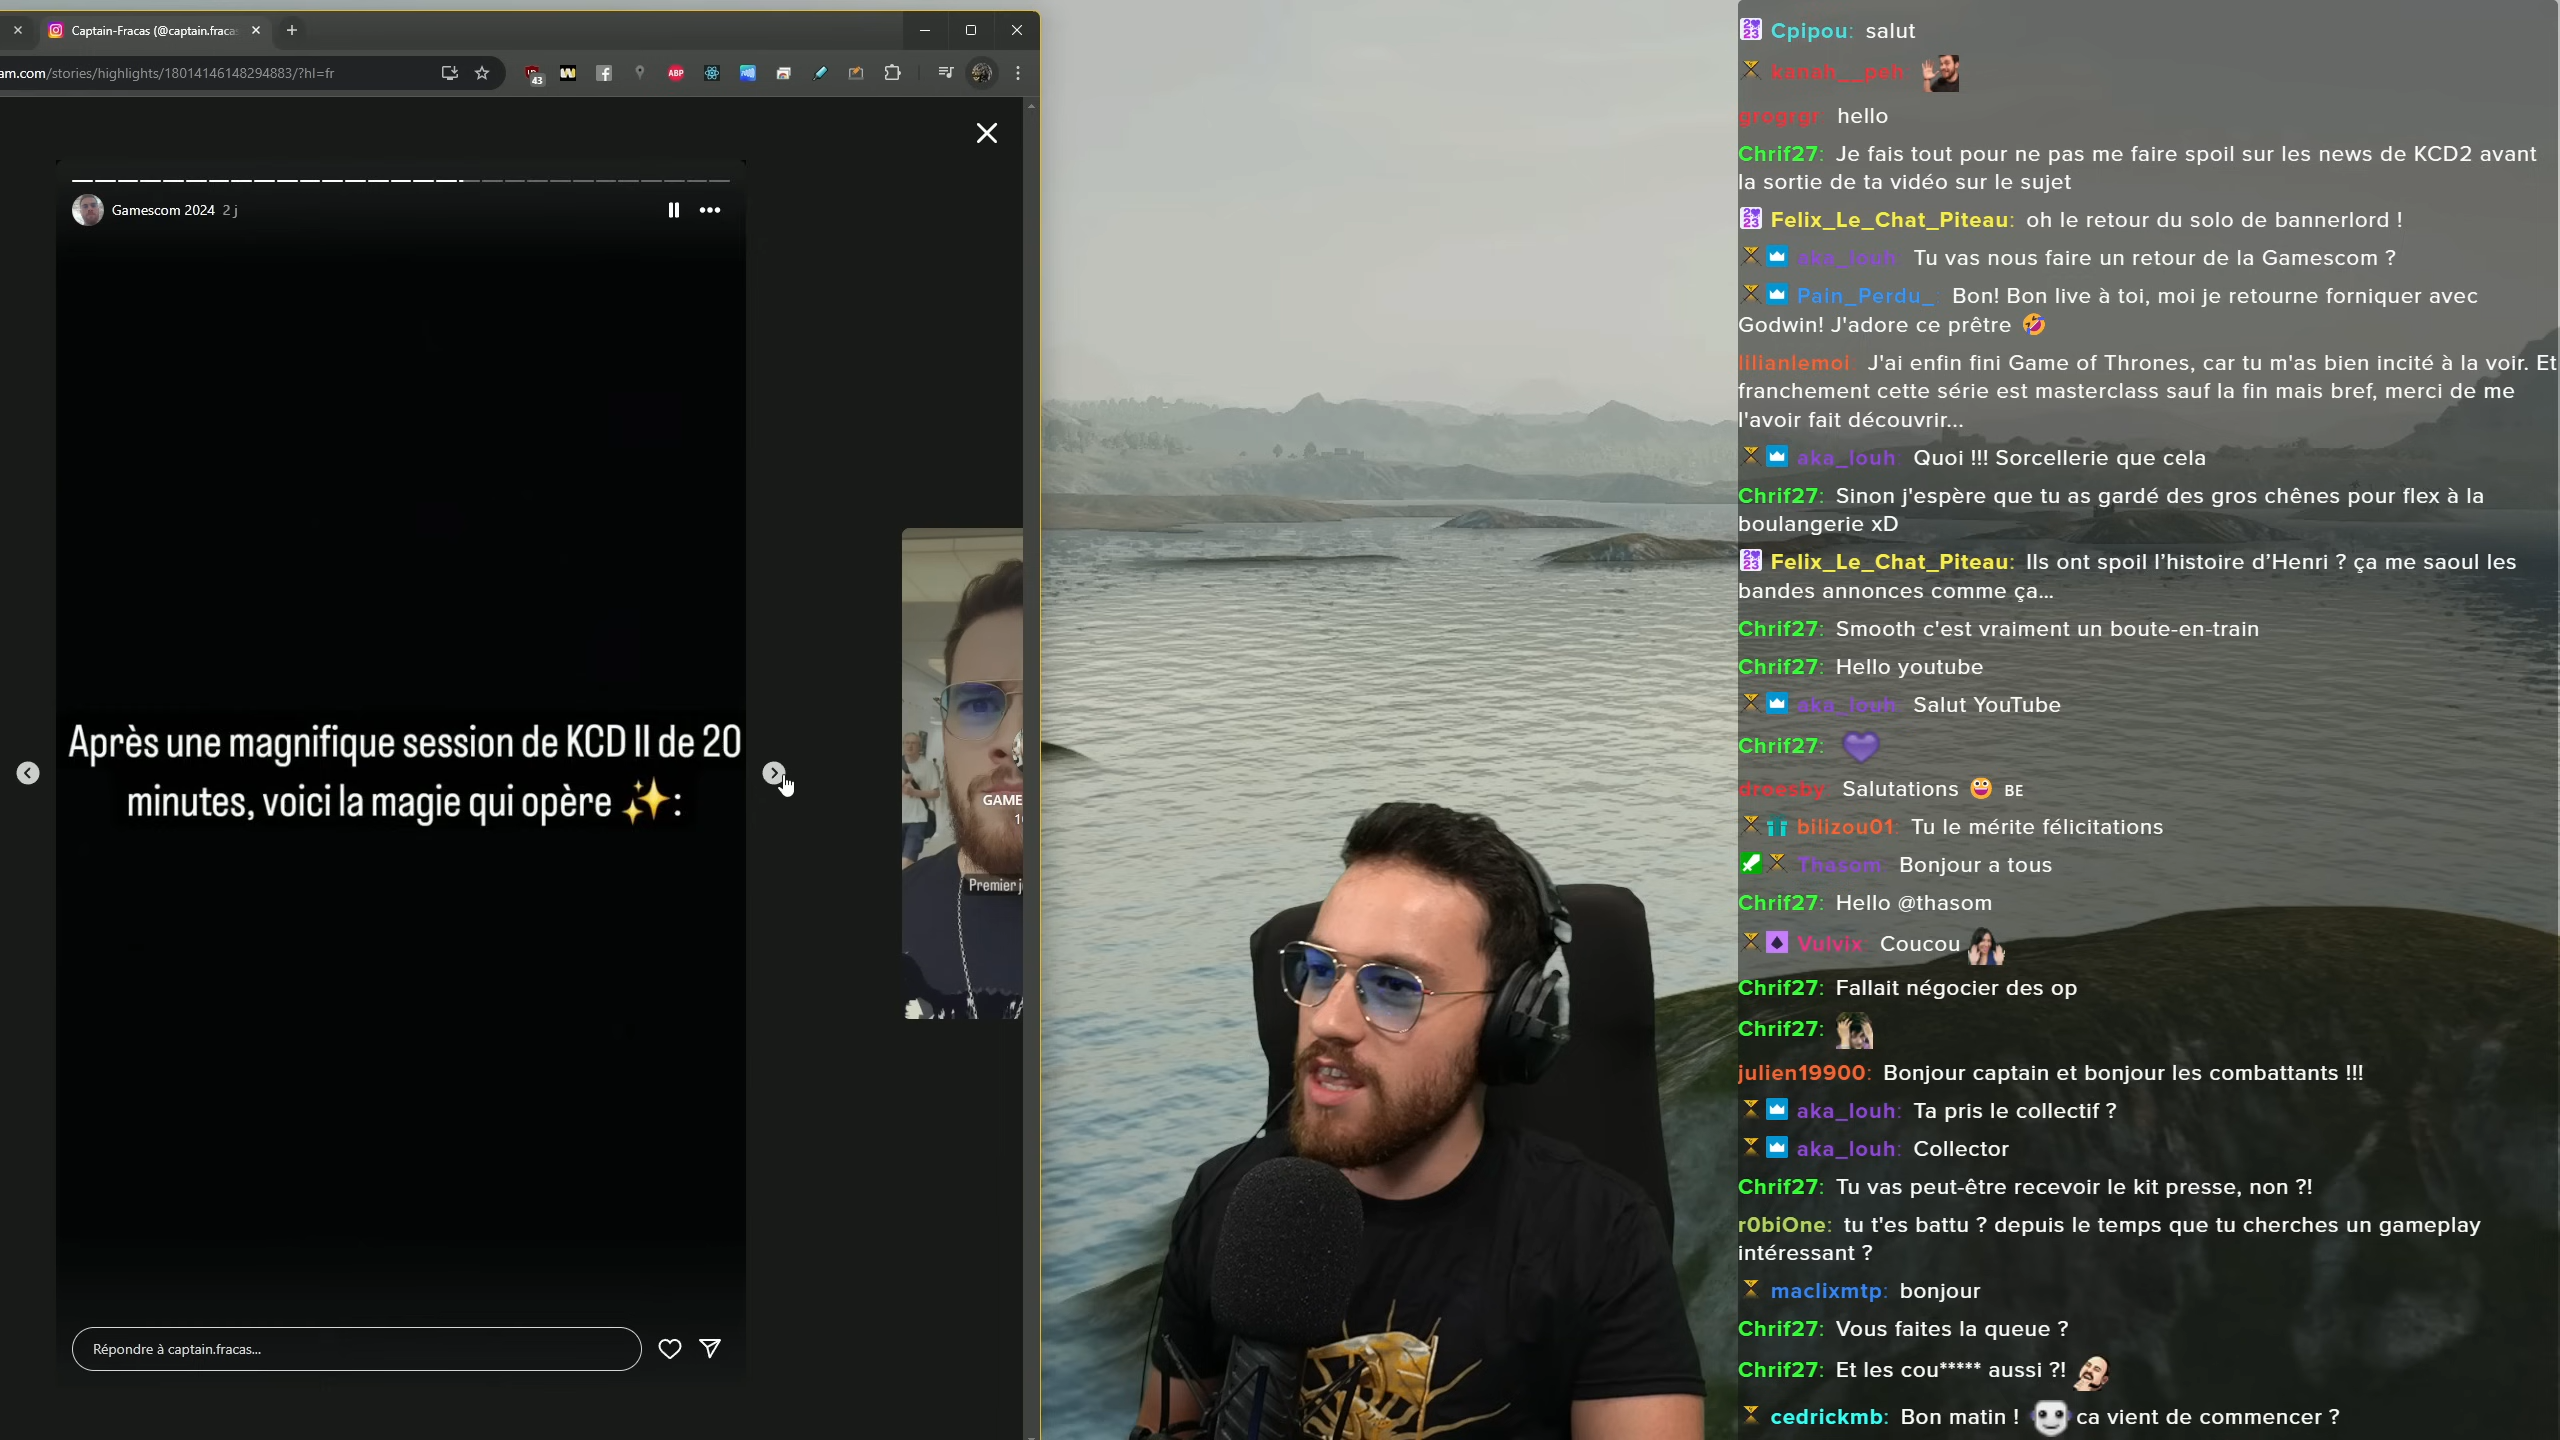 Captain-Fracas (@captain.fraca
am.com/stories/highlights/18014146148294883/?hl=fr
43
ABP
Gamescom 2024 2 j
Après une magnifique session de KCD II de 20
minutes, voici la magie qui opère ✨:
GAME
Premier j
Répondre à captain.fracas...
Cpipou: salut
kanah__peh
grogrgr hello
Chrif27: Je fais tout pour ne pas me faire spoil sur les news de KCD2 avant
la sortie de ta vidéo sur le sujet
Felix_Le_Chat_Piteau: oh le retour du solo de bannerlord !
aka_louh: Tu vas nous faire un retour de la Gamescom ?
Pain_Perdu_: Bon! Bon live à toi, moi je retourne forniquer avec
Godwin! J'adore ce prêtre 🤣
lilianlemoi: J'ai enfin fini Game of Thrones, car tu m'as bien incité à la voir. Et
franchement cette série est masterclass sauf la fin mais bref, merci de me
l'avoir fait découvrir...
aka_louh: Quoi !!! Sorcellerie que cela
Chrif27: Sinon j'espère que tu as gardé des gros chênes pour flex à la
boulangerie xD
Felix_Le_Chat_Piteau: Ils ont spoil l’histoire d’Henri ? ça me saoul les
bandes annonces comme ça...
Chrif27: Smooth c'est vraiment un boute-en-train
Chrif27: Hello youtube
aka_louh: Salut YouTube
Chrif27: 💜
droesby Salutations 😀 BE
bilizou01: Tu le mérite félicitations
Thasom: Bonjour a tous
Chrif27: Hello @thasom
Vulvix: Coucou
Chrif27: Fallait négocier des op
Chrif27:
julien19900: Bonjour captain et bonjour les combattants !!!
aka_louh: Ta pris le collectif ?
aka_louh: Collector
Chrif27: Tu vas peut-être recevoir le kit presse, non ?!
r0biOne: tu t'es battu ? depuis le temps que tu cherches un gameplay
intéressant ?
maclixmtp: bonjour
Chrif27: Vous faites la queue ?
Chrif27: Et les cou***** aussi ?!
cedrickmb: Bon matin ! ca vient de commencer ?